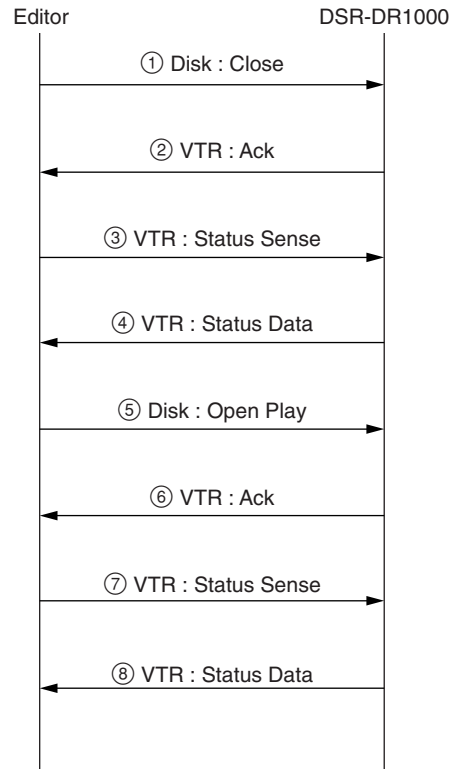 Editor DSR-DR1000
① Disk : Close
② VTR : Ack
③ VTR : Status Sense
④ VTR : Status Data
⑤ Disk : Open Play
⑥ VTR : Ack
⑦ VTR : Status Sense
⑧ VTR : Status Data